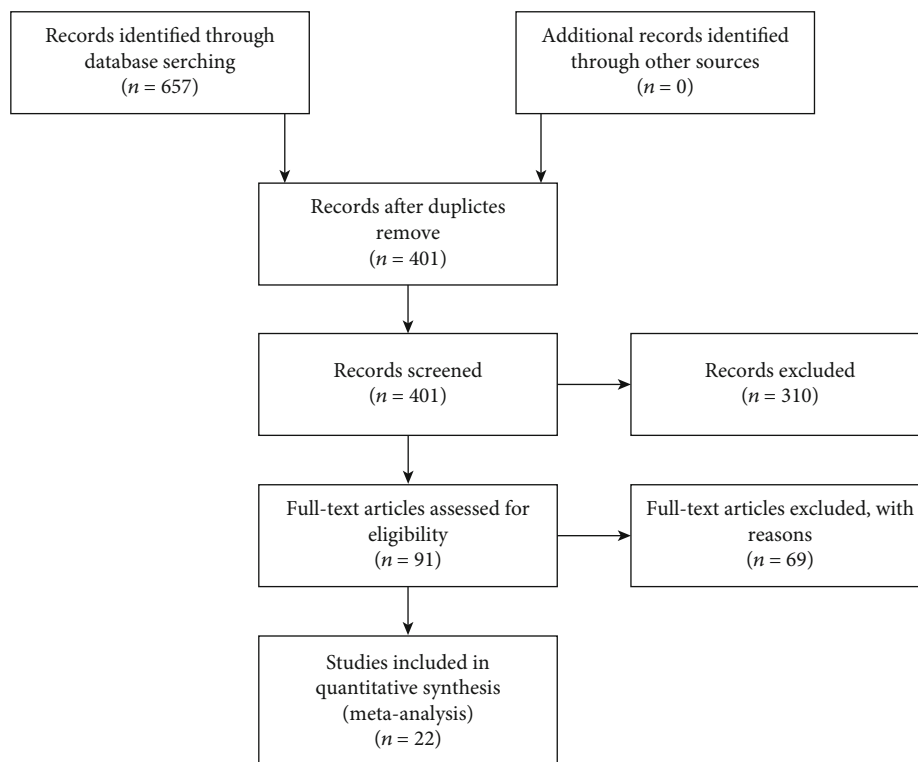 Records identified through
database serching
(n = 657)
Additional records identified
through other sources
(n = 0)
Records after duplictes
remove
(n = 401)
Records screened
(n = 401)
Records excluded
(n = 310)
Full-text articles assessed for
eligibility
(n = 91)
Full-text articles excluded, with
reasons
(n = 69)
Studies included in
quantitative synthesis
(meta-analysis)
(n = 22)